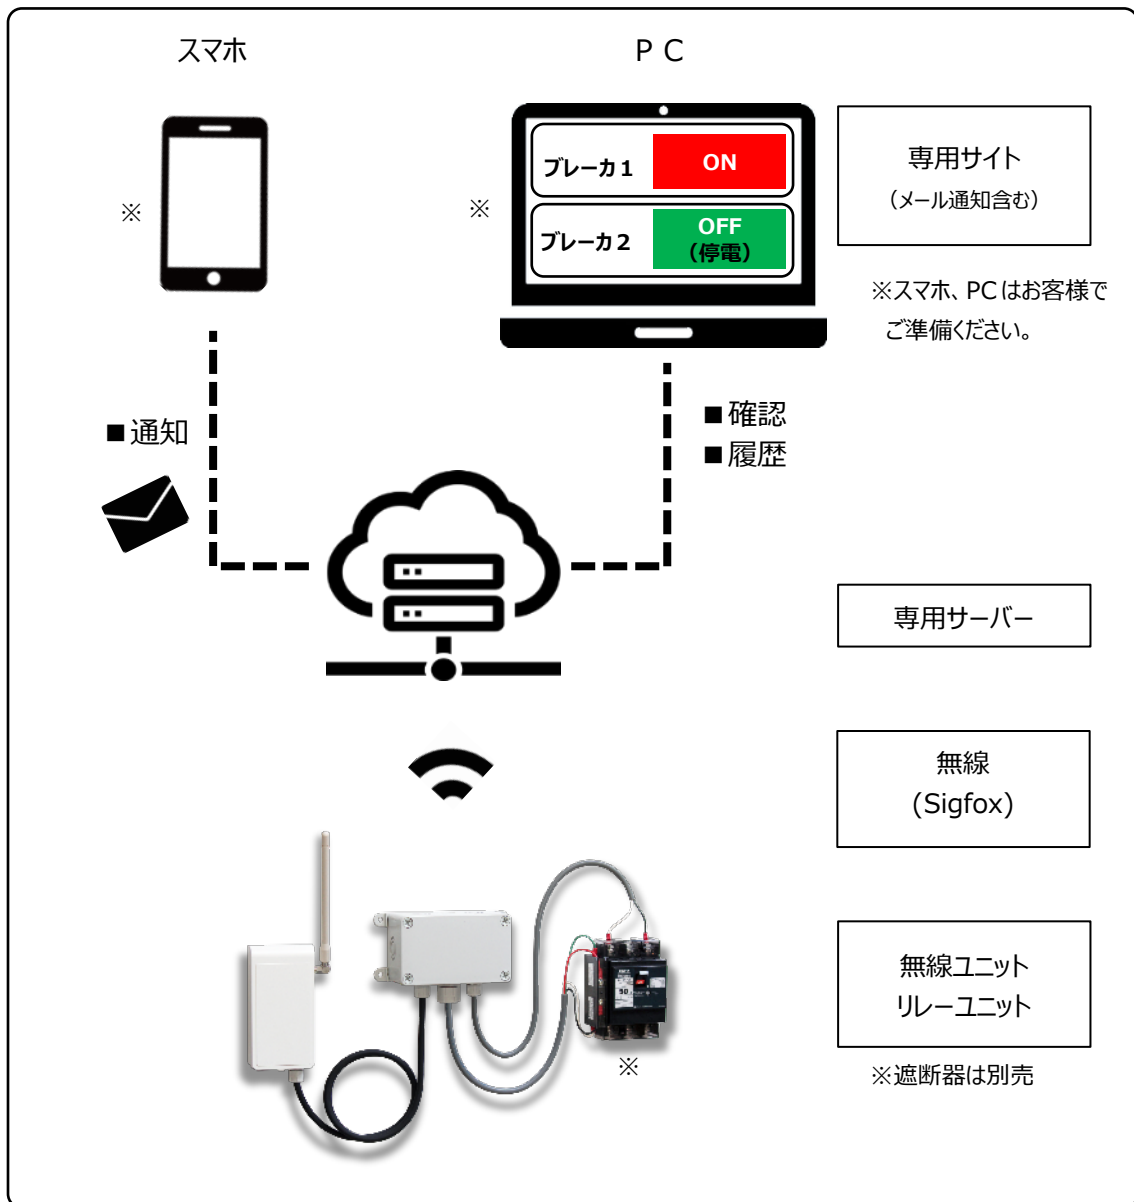 スマホ
ＰＣ
※
※
ブレーカ1
ON
ブレーカ2
OFF
(停電)
専用サイト
(メール通知含む)
※スマホ、PCはお客様で
ご準備ください。
■通知
■確認
■履歴
専用サーバー
無線
(Sigfox)
無線ユニット
リレーユニット
50
※
※遮断器は別売